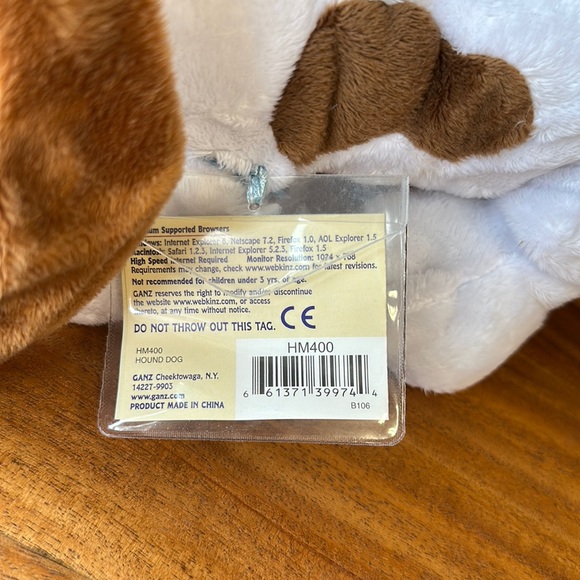 um Supported Browsers
ows: Internet Explorer 6, Netscape 7.2, Firefox 1.0, AOL Explorer 1.5
Macintosh: Safari 1.2.3, Internet Explorer 5.2.3, Firefox 1.5
High Speed Internet Required Monitor Resolution: 1074 x 768
Requirements may change, check www.webkinz.com for latest revisions.
Not recommended for children under 3 yrs. of age.
GANZ reserves the right to modify and/or discontinue
the website www.webkinz.com, or access
thereto, at any time without notice.
DO NOT THROW OUT THIS TAG. CE
HM400
HOUND DOG
GANZ Cheektowaga, N.Y.
14227-9903
www.ganz.com
PRODUCT MADE IN CHINA
HM400
6 61371 39974 4
B106